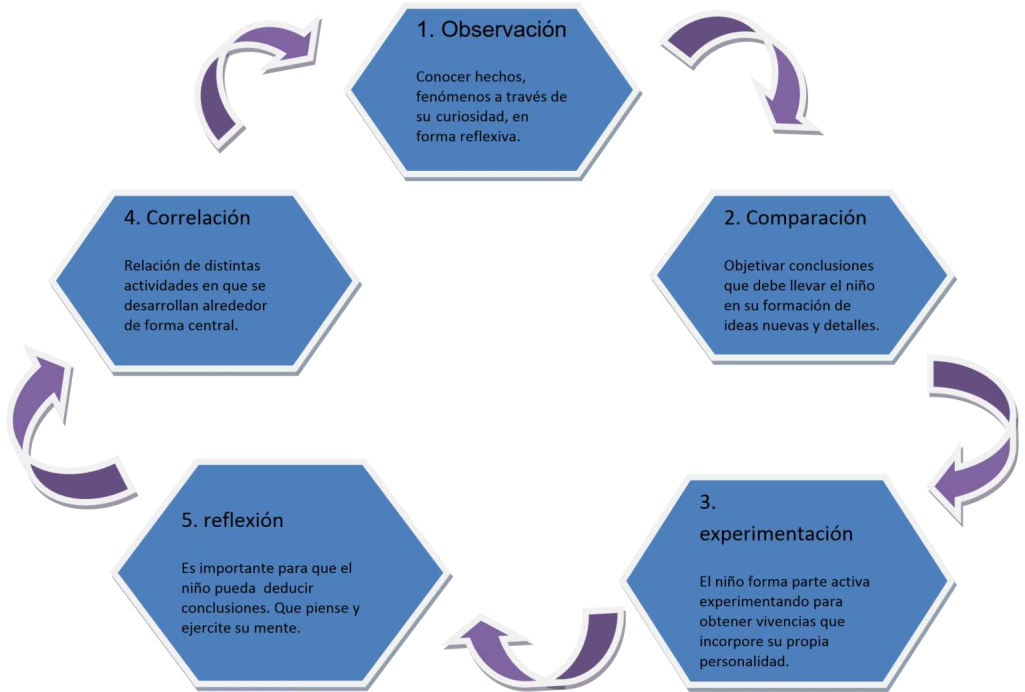 1. Observación
Conocer hechos,
fenómenos a través de
su curiosidad, en
forma reflexiva.
2. Comparación
Objetivar conclusiones
que debe llevar el niño
en su formación de
ideas nuevas y detalles.
3.
experimentación
El niño forma parte activa
experimentando para
obtener vivencias que
incorpore su propia
personalidad.
4. Correlación
Relación de distintas
actividades en que se
desarrollan alrededor
de forma central.
5. reflexión
Es importante para que el
niño pueda deducir
conclusiones. Que piense y
ejercite su mente.